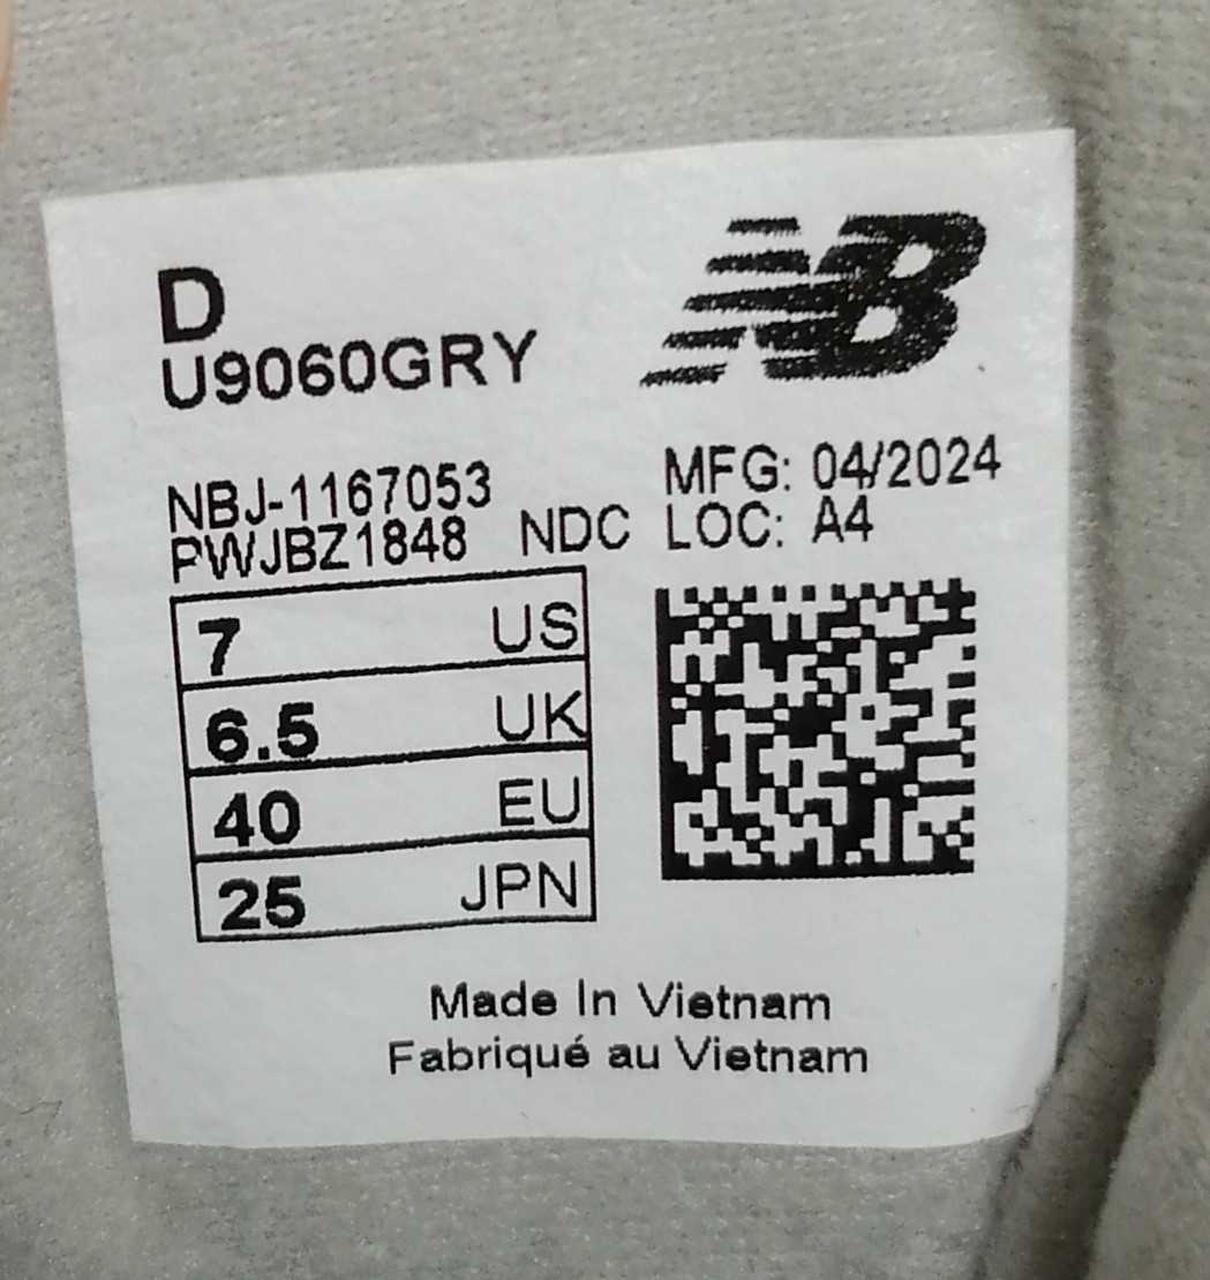 D
NB
U9060GRY
NBJ-1167053
MFG: 04/2024
PWJBZ1848 NDC LOC: A4
7 US
6.5 UK
40 EU
25 JPN
Made In Vietnam
Fabriqué au Vietnam